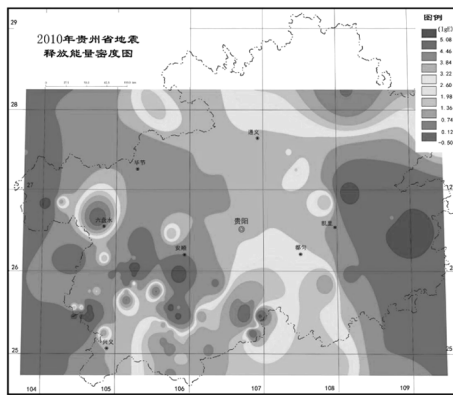 2010年贵州省地震
释放能量密度图
图例
(lgE)
5.08
4.46
3.84
3.22
2.60
1.98
1.36
0.74
0.12
-0.50
29
28
27
26
25
遵义
毕节
六盘水
贵阳
安顺
凯里
都匀
兴义
104
105
106
107
108
109